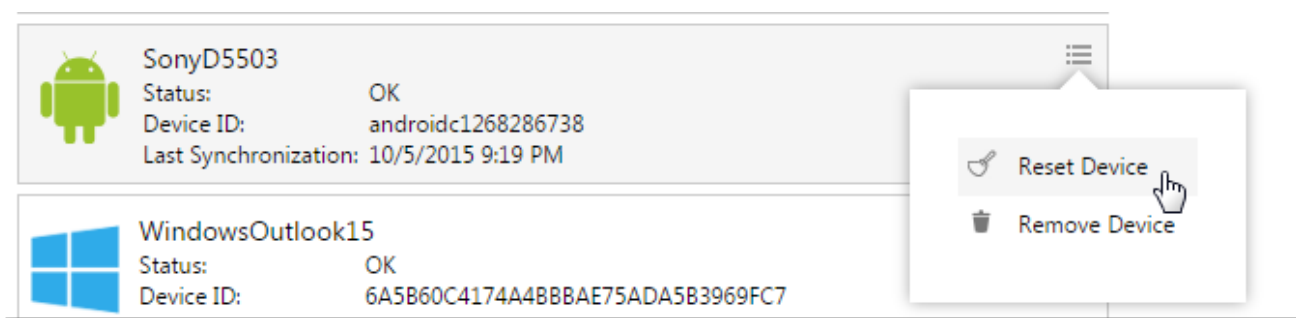 SonyD5503
Status: OK
Device ID: androidc1268286738
Last Synchronization: 10/5/2015 9:19 PM
Reset Device
Remove Device
WindowsOutlook15
Status: OK
Device ID: 6A5B60C4174A4BBBAE75ADA5B3969FC7